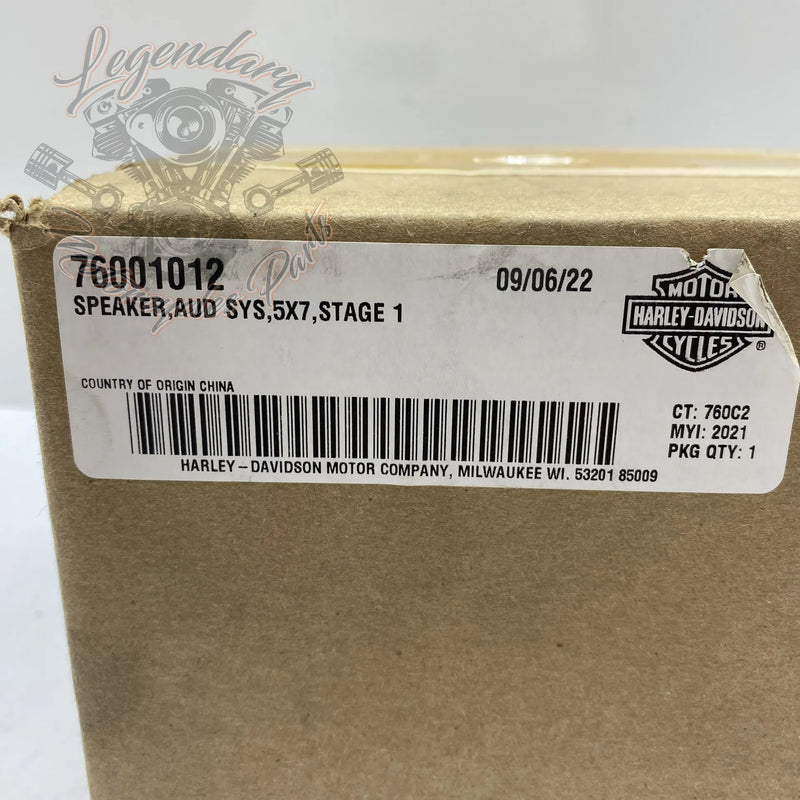 Legendary
Parts
76001012
09/06/22
SPEAKER,AUD SYS,5X7,STAGE 1
MOTOR
HARLEY-DAVIDSON
CYCLES
®
COUNTRY OF ORIGIN CHINA
CT: 760C2
MYI: 2021
PKG QTY: 1
HARLEY–DAVIDSON MOTOR COMPANY, MILWAUKEE WI. 53201 85009